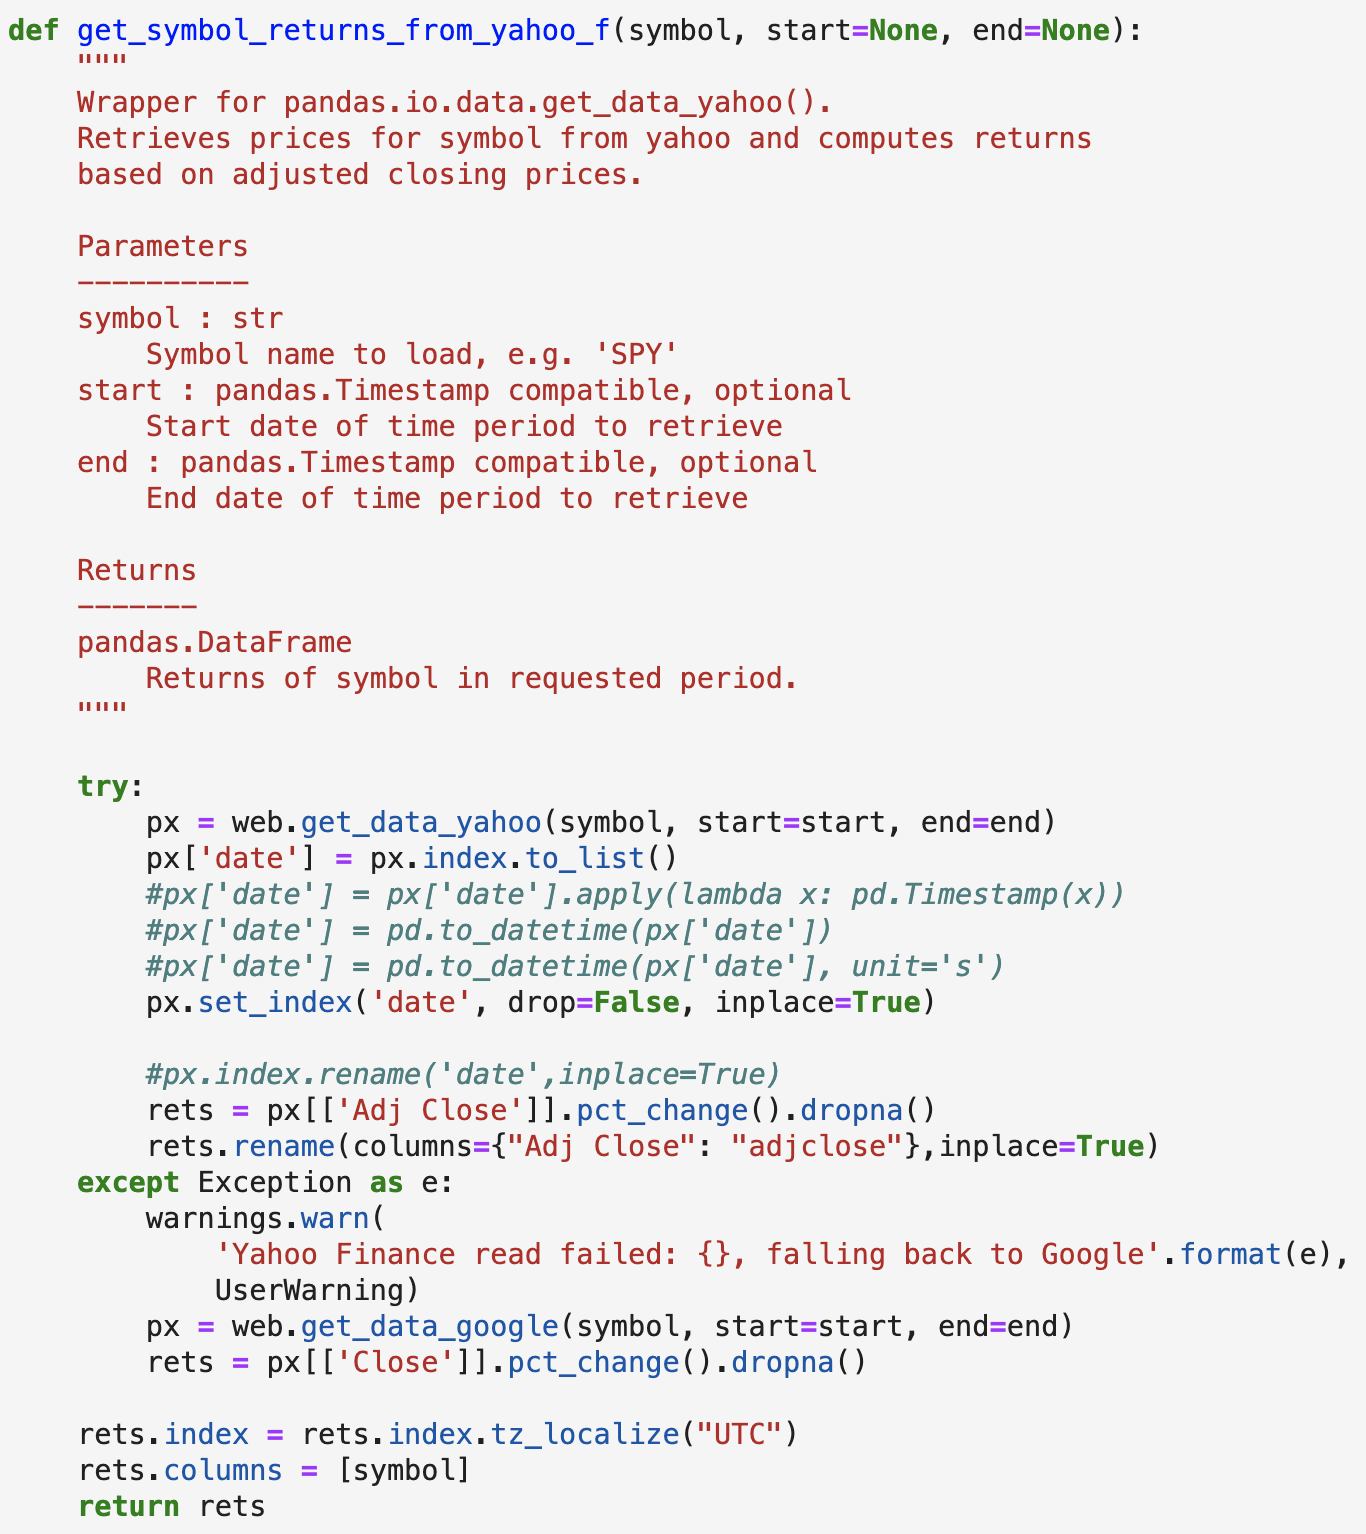 def get_symbol_returns_from_yahoo_f(symbol, start=None, end=None):
    """
    Wrapper for pandas.io.data.get_data_yahoo().
    Retrieves prices for symbol from yahoo and computes returns
    based on adjusted closing prices.

    Parameters
    ----------
    symbol : str
        Symbol name to load, e.g. 'SPY'
    start : pandas.Timestamp compatible, optional
        Start date of time period to retrieve
    end : pandas.Timestamp compatible, optional
        End date of time period to retrieve

    Returns
    -------
    pandas.DataFrame
        Returns of symbol in requested period.
    """

    try:
        px = web.get_data_yahoo(symbol, start=start, end=end)
        px['date'] = px.index.to_list()
        #px['date'] = px['date'].apply(lambda x: pd.Timestamp(x))
        #px['date'] = pd.to_datetime(px['date'])
        #px['date'] = pd.to_datetime(px['date'], unit='s')
        px.set_index('date', drop=False, inplace=True)

        #px.index.rename('date',inplace=True)
        rets = px[['Adj Close']].pct_change().dropna()
        rets.rename(columns={"Adj Close": "adjclose"},inplace=True)
    except Exception as e:
        warnings.warn(
            'Yahoo Finance read failed: {}, falling back to Google'.format(e),
            UserWarning)
        px = web.get_data_google(symbol, start=start, end=end)
        rets = px[['Close']].pct_change().dropna()

    rets.index = rets.index.tz_localize("UTC")
    rets.columns = [symbol]
    return rets